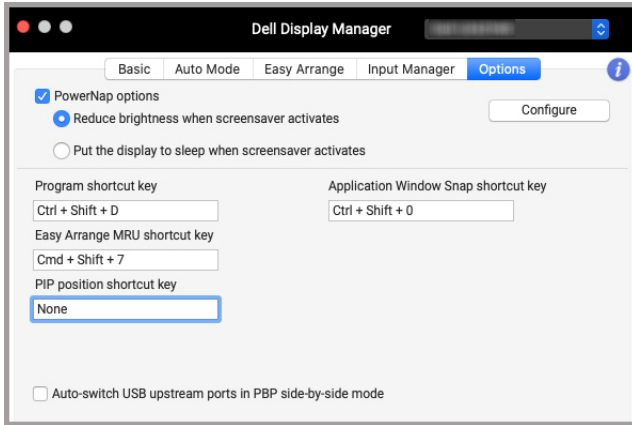 Dell Display Manager
Basic Auto Mode Easy Arrange Input Manager Options i
PowerNap options
Configure
Reduce brightness when screensaver activates
Put the display to sleep when screensaver activates
Program shortcut key
Application Window Snap shortcut key
Ctrl + Shift + D
Ctrl + Shift + 0
Easy Arrange MRU shortcut key
Cmd + Shift + 7
PIP position shortcut key
None
Auto-switch USB upstream ports in PBP side-by-side mode